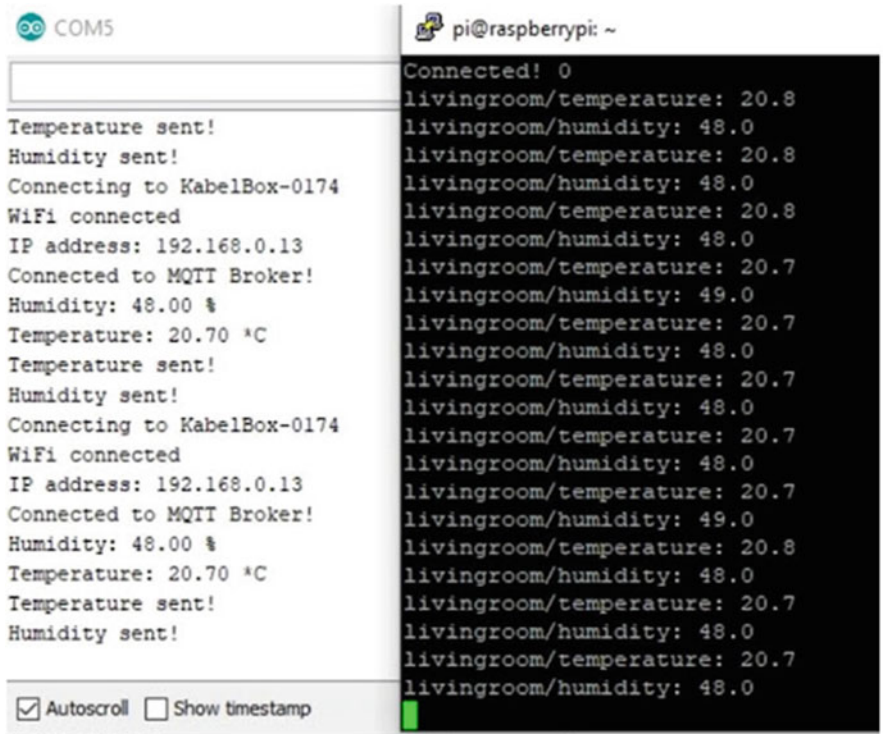 COM5
Temperature sent!
Humidity sent!
Connecting to KabelBox-0174
WiFi connected
IP address: 192.168.0.13
Connected to MQTT Broker!
Humidity: 48.00 %
Temperature: 20.70 *C
Temperature sent!
Humidity sent!
Connecting to KabelBox-0174
WiFi connected
IP address: 192.168.0.13
Connected to MQTT Broker!
Humidity: 48.00 %
Temperature: 20.70 *C
Temperature sent!
Humidity sent!
Autoscroll Show timestamp
pi@raspberrypi: ~
Connected! 0
livingroom/temperature: 20.8
livingroom/humidity: 48.0
livingroom/temperature: 20.8
livingroom/humidity: 48.0
livingroom/temperature: 20.8
livingroom/humidity: 48.0
livingroom/temperature: 20.7
livingroom/humidity: 49.0
livingroom/temperature: 20.7
livingroom/humidity: 48.0
livingroom/temperature: 20.7
livingroom/humidity: 48.0
livingroom/temperature: 20.7
livingroom/humidity: 48.0
livingroom/temperature: 20.7
livingroom/humidity: 49.0
livingroom/temperature: 20.8
livingroom/humidity: 48.0
livingroom/temperature: 20.7
livingroom/humidity: 48.0
livingroom/temperature: 20.7
livingroom/humidity: 48.0